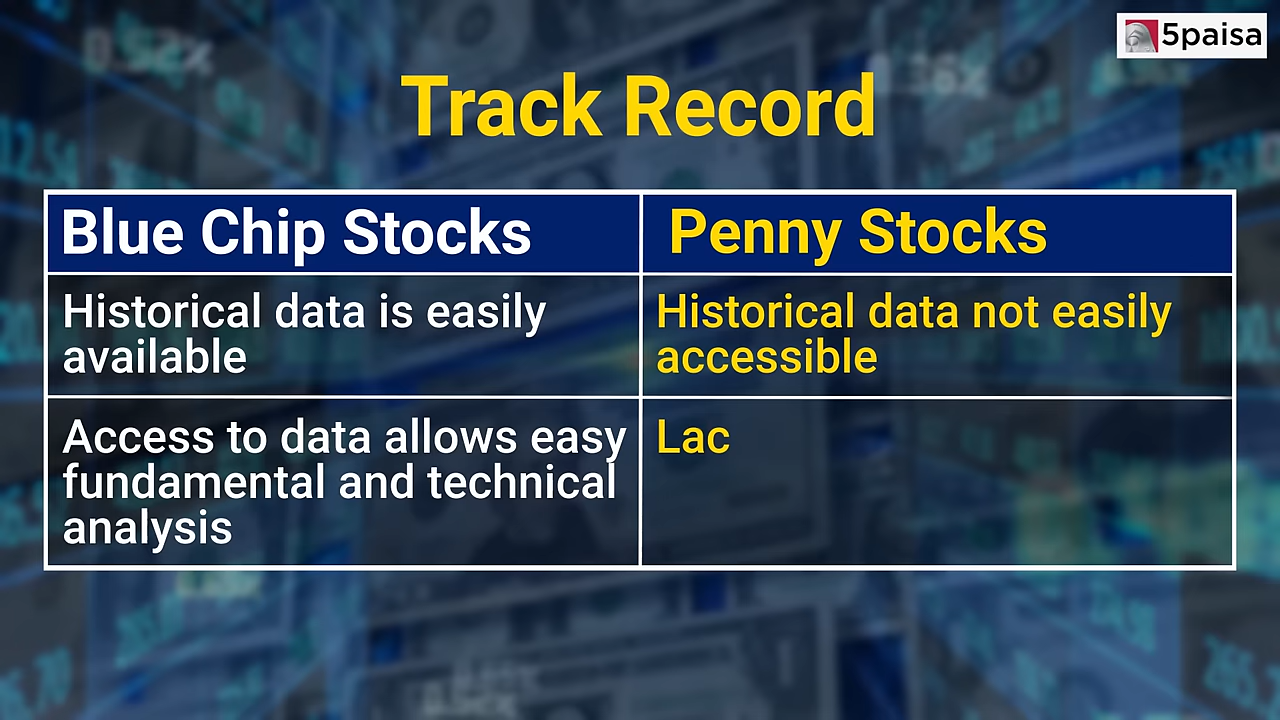 5paisa
Track Record
Blue Chip Stocks
Penny Stocks
Historical data is easily
available
Historical data not easily
accessible
Access to data allows easy
fundamental and technical
analysis
Lac